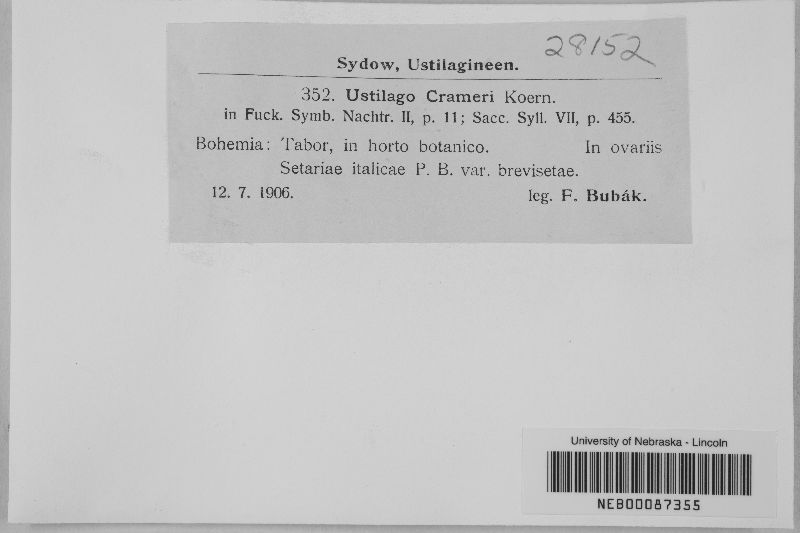 28152
Sydow, Ustilagineen.
352. Ustilago Crameri Koern.
in Fuck. Symb. Nachtr. II, p. 11; Sacc. Syll. VII, p. 455.
Bohemia: Tabor, in horto botanico. In ovariis
Setariae italicae P. B. var. brevisetae.
12. 7. 1906. leg. F. Bubák.
University of Nebraska - Lincoln
NEB00087355